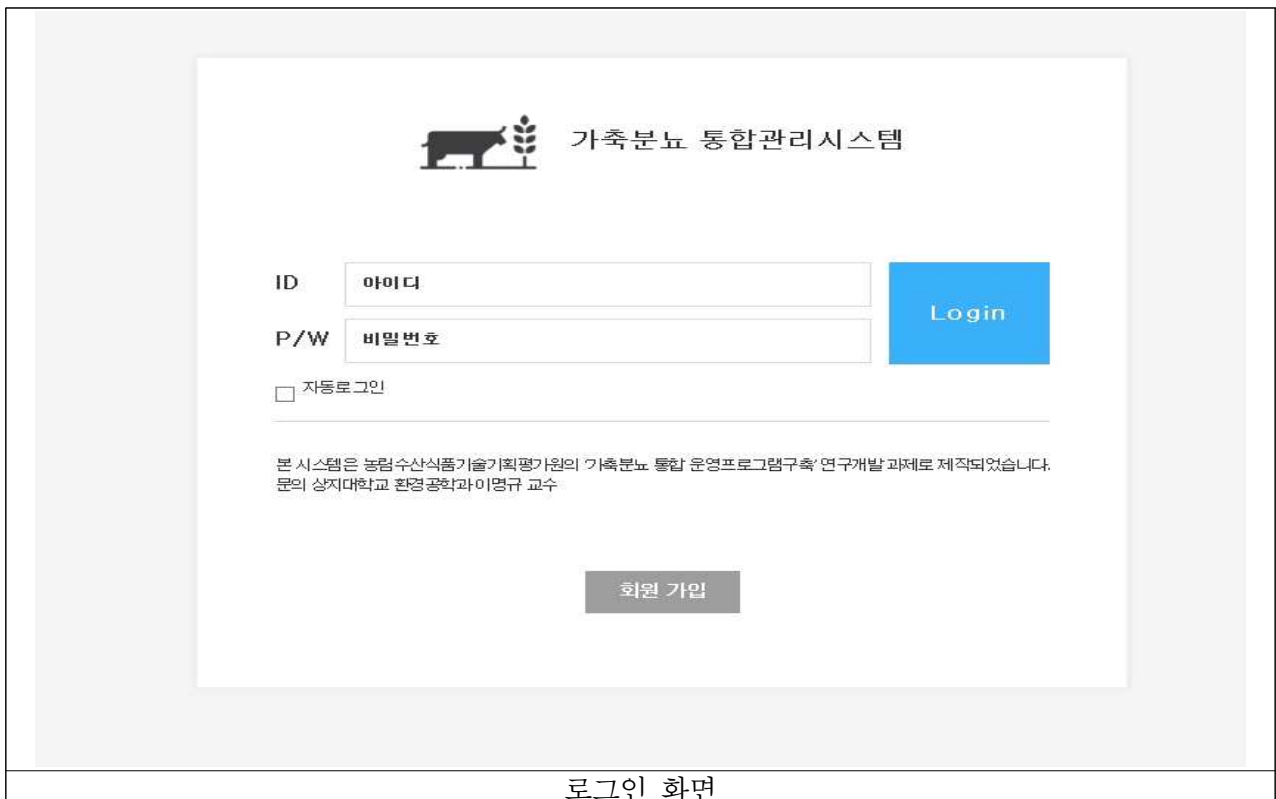 가축분뇨 통합관리시스템
ID 아이디
Login
P/W 비밀번호
자동로그인
본 시스템은 농림수산식품기술기획평가원의 '가축분뇨 통합 운영프로그램구축' 연구개발 과제로 제작되었습니다.
문의 상지대학교 환경공학과 이명규 교수
회원 가입
로그인 화면